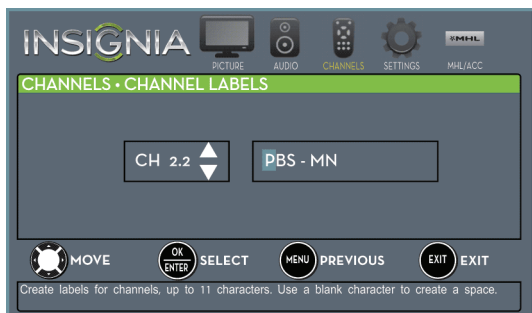 INSIGNIA
PICTURE AUDIO CHANNELS SETTINGS MHL MHL/ACC
CHANNELS • CHANNEL LABELS
CH 2.2 PBS - MN
MOVE OK ENTER SELECT MENU PREVIOUS EXIT EXIT
Create labels for channels, up to 11 characters. Use a blank character to create a space.